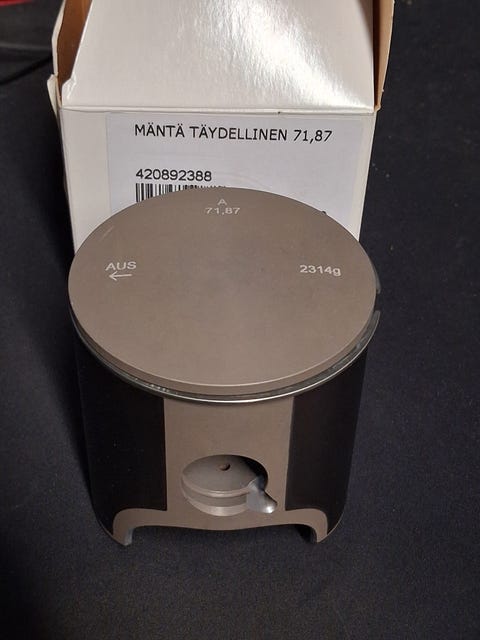 MÄNTÄ TÄYDELLINEN 71,87
420892388
A
71,87
AUS
←
2314g